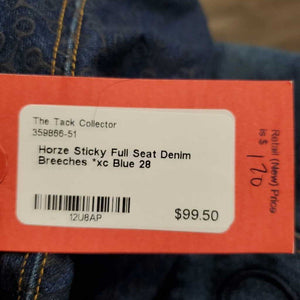 The Tack Collector
359866-51
Horze Sticky Full Seat Denim
Breeches *xc Blue 28
12U8AP
$99.50
Retail (New) Price
is $ 170